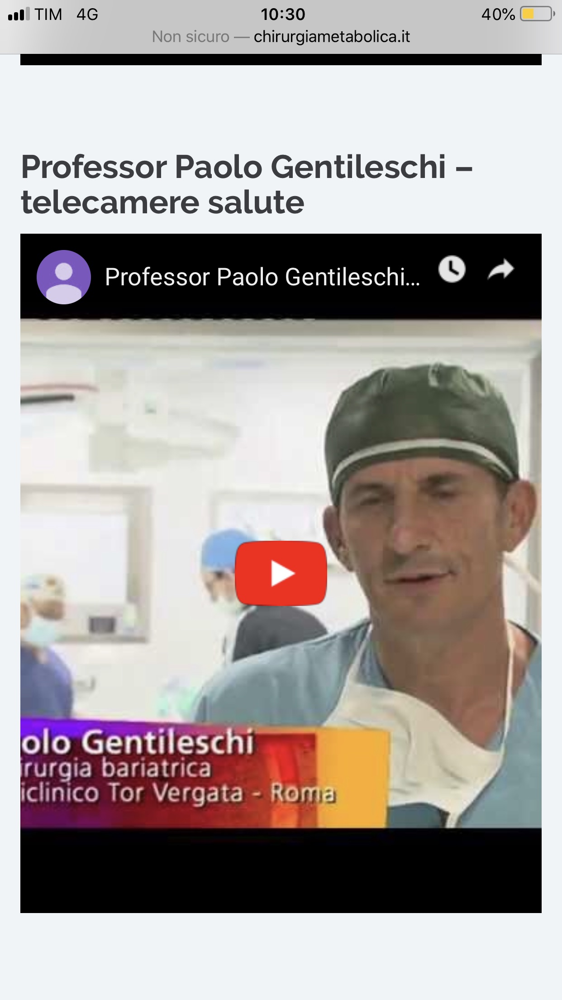 TIM 4G 10:30 40%
Non sicuro — chirurgiametabolica.it
Professor Paolo Gentileschi –
telecamere salute
Professor Paolo Gentileschi...
olo Gentileschi
irurgia bariatrica
iclinico Tor Vergata - Roma